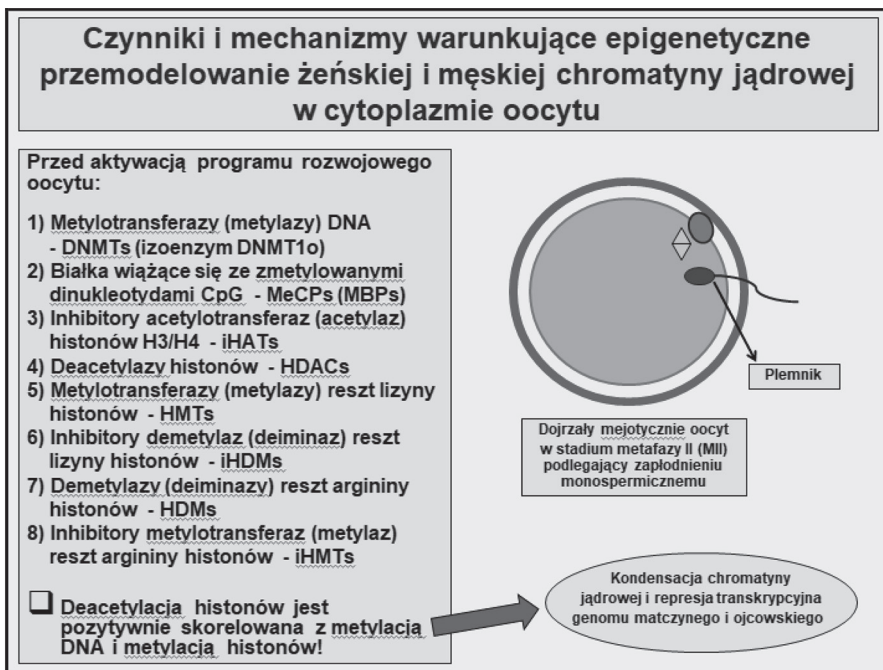 Czynniki i mechanizmy warunkujące epigenetyczne
przemodelowanie żeńskiej i męskiej chromatyny jądrowej
w cytoplazmie oocytu
Przed aktywacją programu rozwojowego
oocytu:
1) Metylotransferazy (metylazy) DNA
- DNMTs (izoenzym DNMT1o)
2) Białka wiążące się ze zmetylowanymi
dinukleotydami CpG - MeCPs (MBPs)
3) Inhibitory acetylotransferaz (acetylaz)
histonów H3/H4 - iHATs
4) Deacetylazy histonów - HDACs
5) Metylotransferazy (metylazy) reszt lizyny
histonów - HMTs
6) Inhibitory demetylaz (deiminaz) reszt
lizyny histonów - iHDMs
7) Demetylazy (deiminazy) reszt argininy
histonów - HDMs
8) Inhibitory metylotransferaz (metylaz)
reszt argininy histonów - iHMTs
Deacetylacja histonów jest
pozytywnie skorelowana z metylacją
DNA i metylacją histonów!
Plemnik
Dojrzały mejotycznie oocyt
w stadium metafazy II (MII)
podlegający zapłodnieniu
monospermicznemu
Kondensacja chromatyny
jądrowej i represja transkrypcyjna
genomu matczynego i ojcowskiego